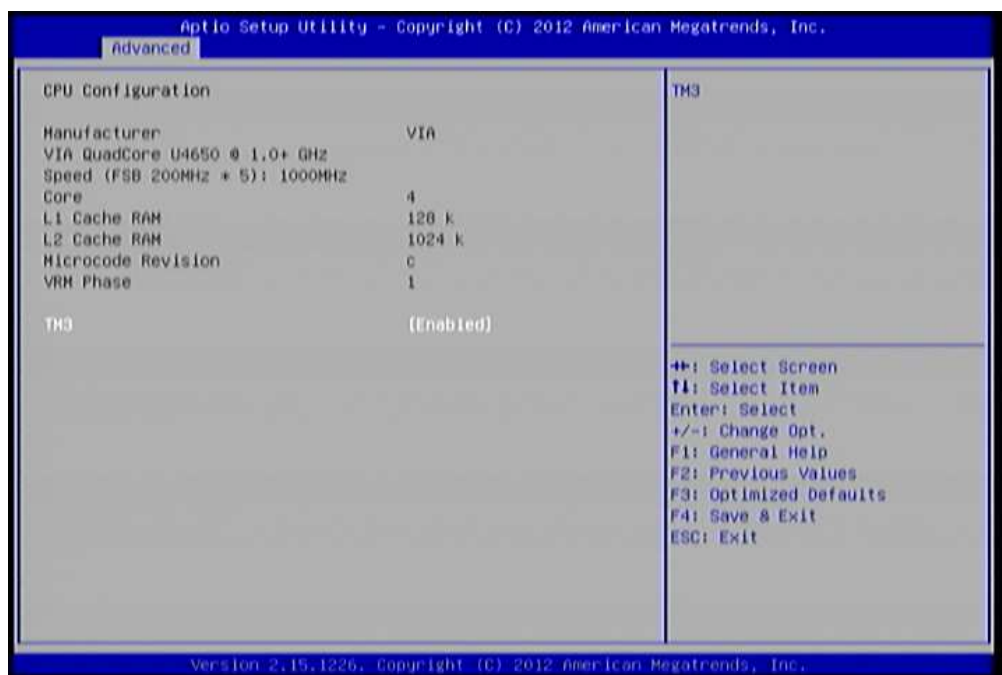 Aptio Setup Utility - Copyright (C) 2012 American Megatrends, Inc.
Advanced
CPU Configuration
Manufacturer VIA
VIA QuadCore U4650 @ 1.0+ GHz
Speed (FSB 200MHz * 5): 1000MHz
Core 4
L1 Cache RAM 128 k
L2 Cache RAM 1024 k
Microcode Revision c
VRM Phase 1
TM3 [Enabled]
TM3
→←: Select Screen
↑↓: Select Item
Enter: Select
+/-: Change Opt.
F1: General Help
F2: Previous Values
F3: Optimized Defaults
F4: Save & Exit
ESC: Exit
Version 2.15.1226. Copyright (C) 2012 American Megatrends, Inc.